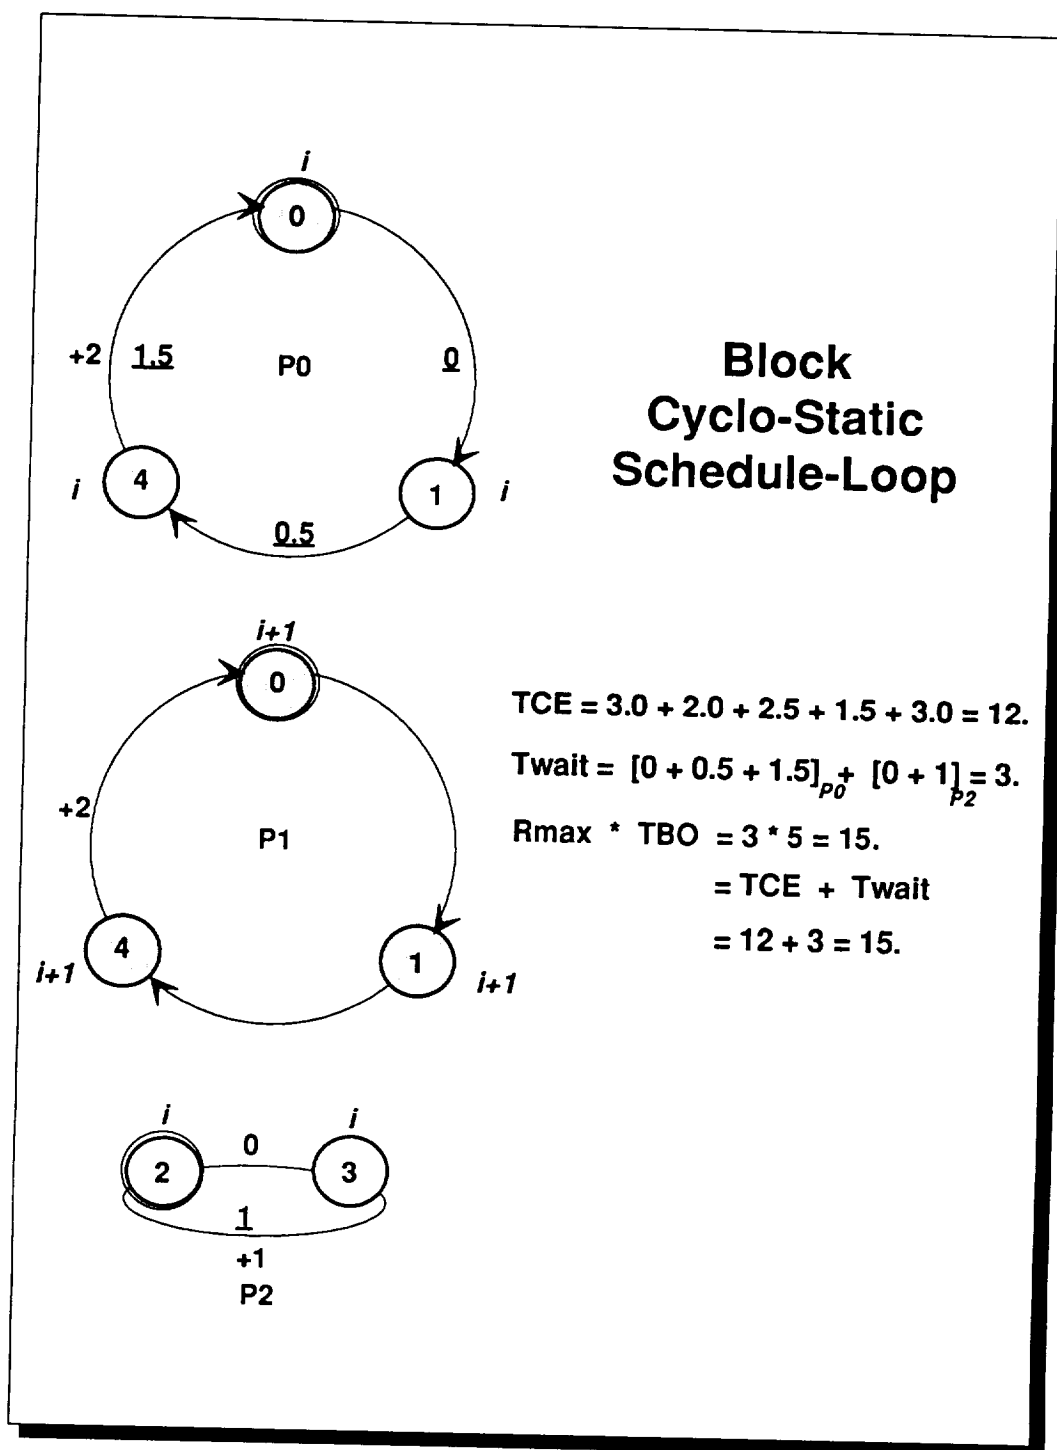 i
0
+2 1.5 P0 0
i 4 1 i
0.5
Block
Cyclo-Static
Schedule-Loop
i+1
0
+2 P1
4 1
i+1 i+1
TCE = 3.0 + 2.0 + 2.5 + 1.5 + 3.0 = 12.
Twait = [0 + 0.5 + 1.5]P0 + [0 + 1]P2 = 3.
Rmax * TBO = 3 * 5 = 15.
= TCE + Twait
= 12 + 3 = 15.
i i
0
2 3
1
+1
P2